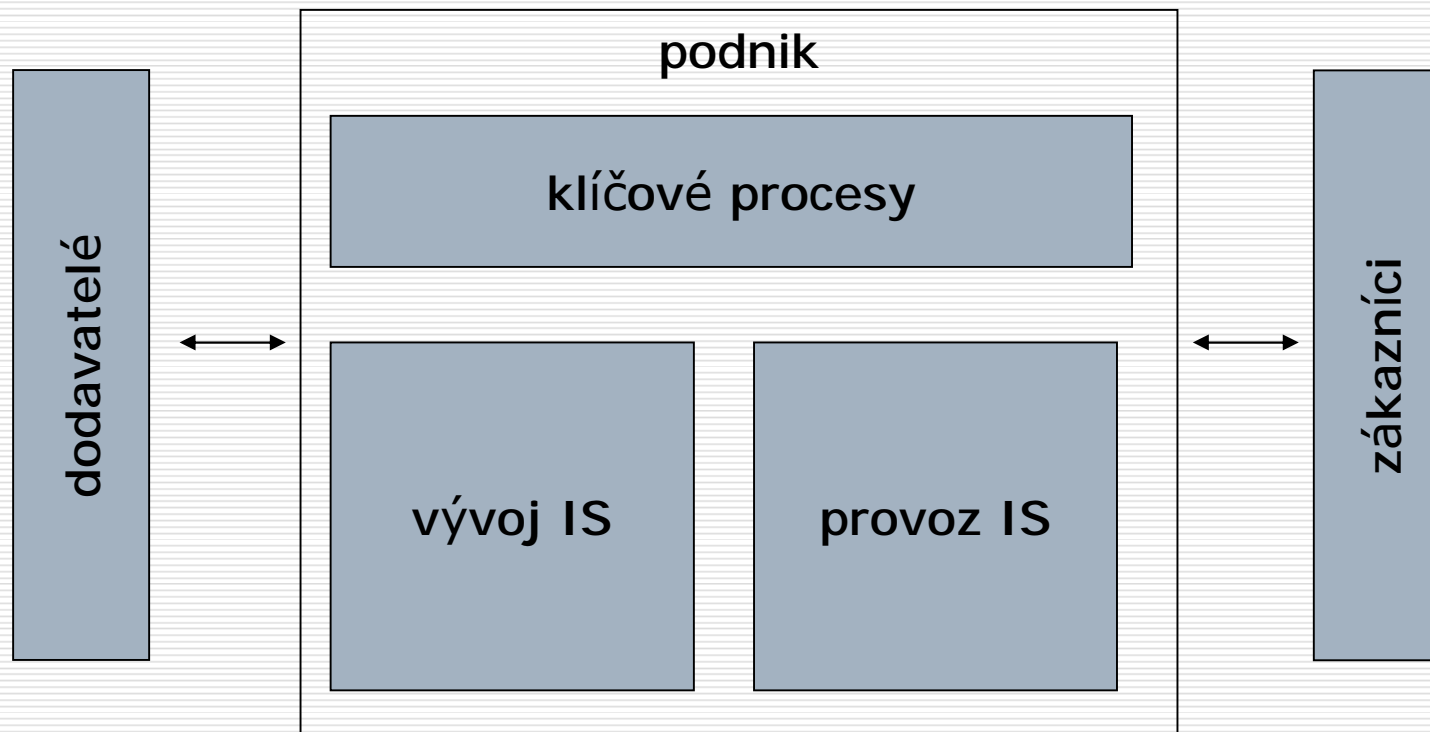 podnik
dodavatelé
klíčové procesy
vývoj IS
provoz IS
zákazníci